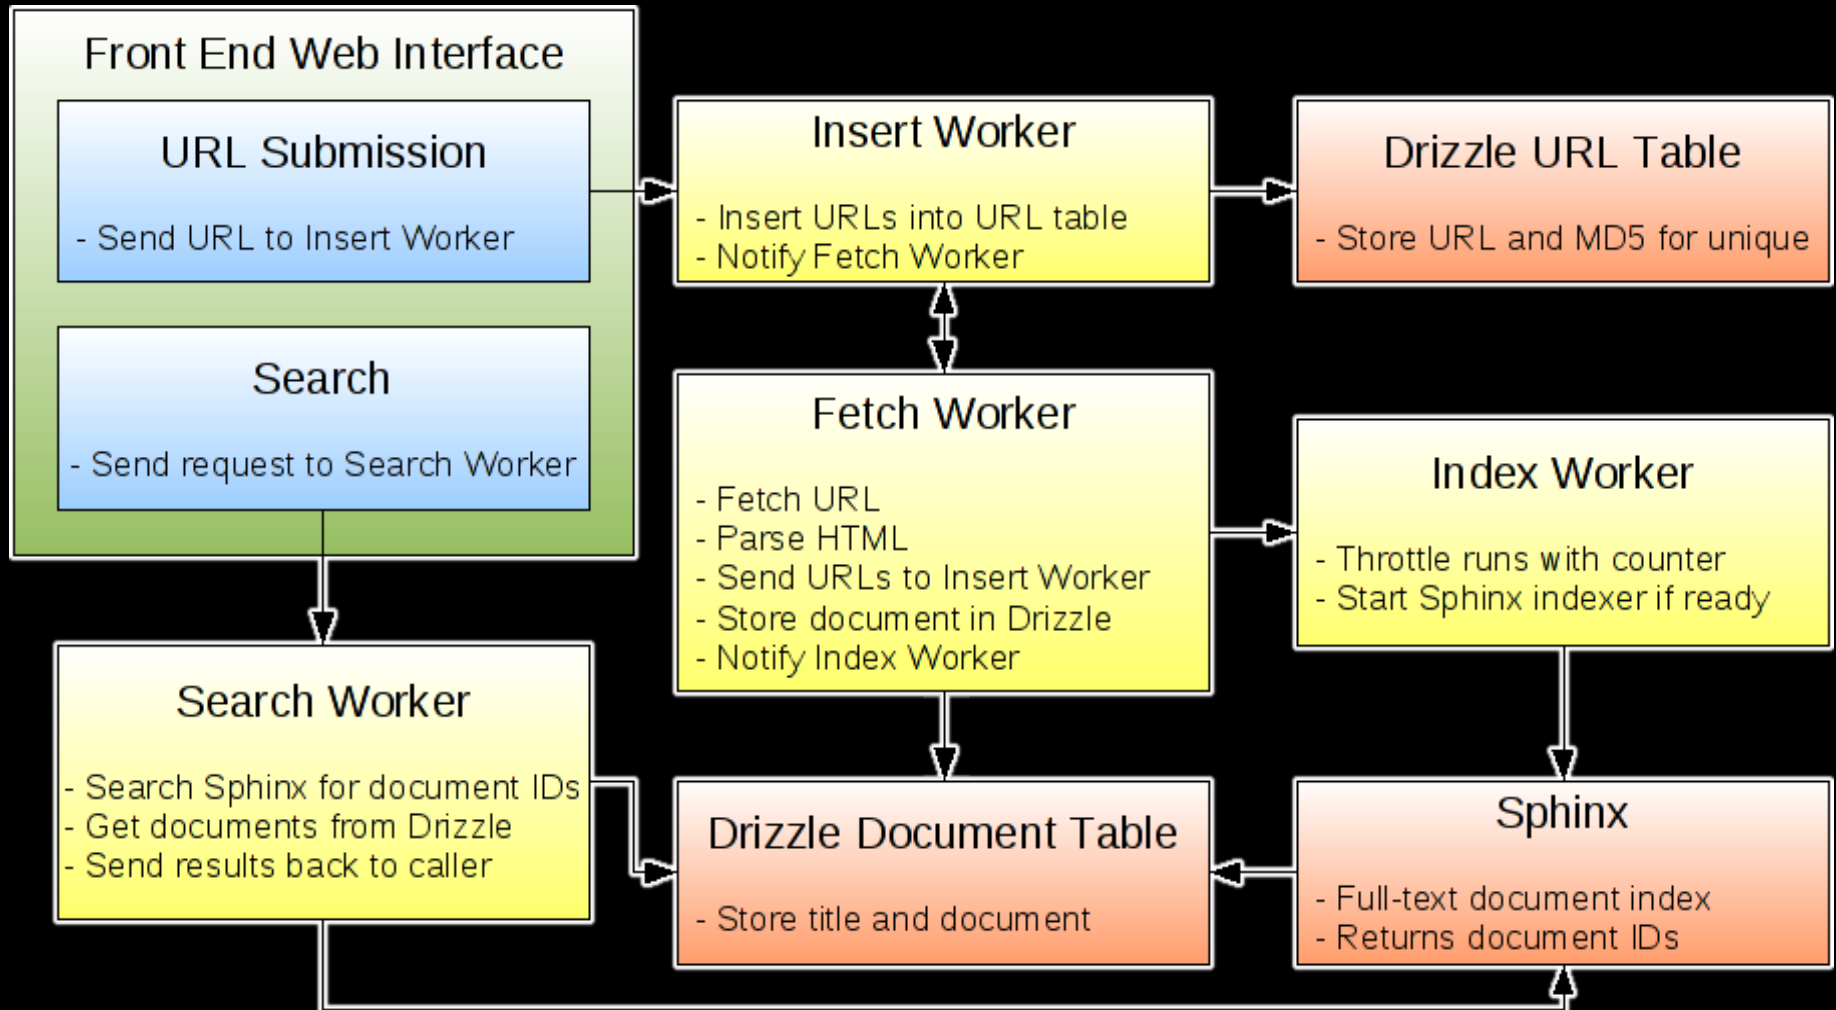 Front End Web Interface
URL Submission
- Send URL to Insert Worker
Search
- Send request to Search Worker
Insert Worker
- Insert URLs into URL table
- Notify Fetch Worker
Drizzle URL Table
- Store URL and MD5 for unique
Fetch Worker
- Fetch URL
- Parse HTML
- Send URLs to Insert Worker
- Store document in Drizzle
- Notify Index Worker
Index Worker
- Throttle runs with counter
- Start Sphinx indexer if ready
Search Worker
- Search Sphinx for document IDs
- Get documents from Drizzle
- Send results back to caller
Drizzle Document Table
- Store title and document
Sphinx
- Full-text document index
- Returns document IDs